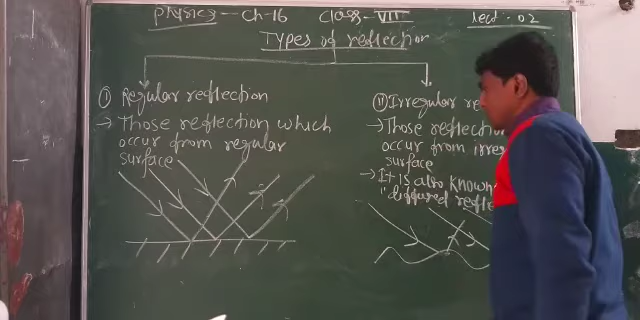 Physics -- Ch-16 Class - VIII Lect - 02
Types of reflection
(i) Regular reflection
→ Those reflection which
occur from regular
surface
(ii) Irregular re
→ Those reflection
occur from irre
surface
→ It is also known
"diffused refle